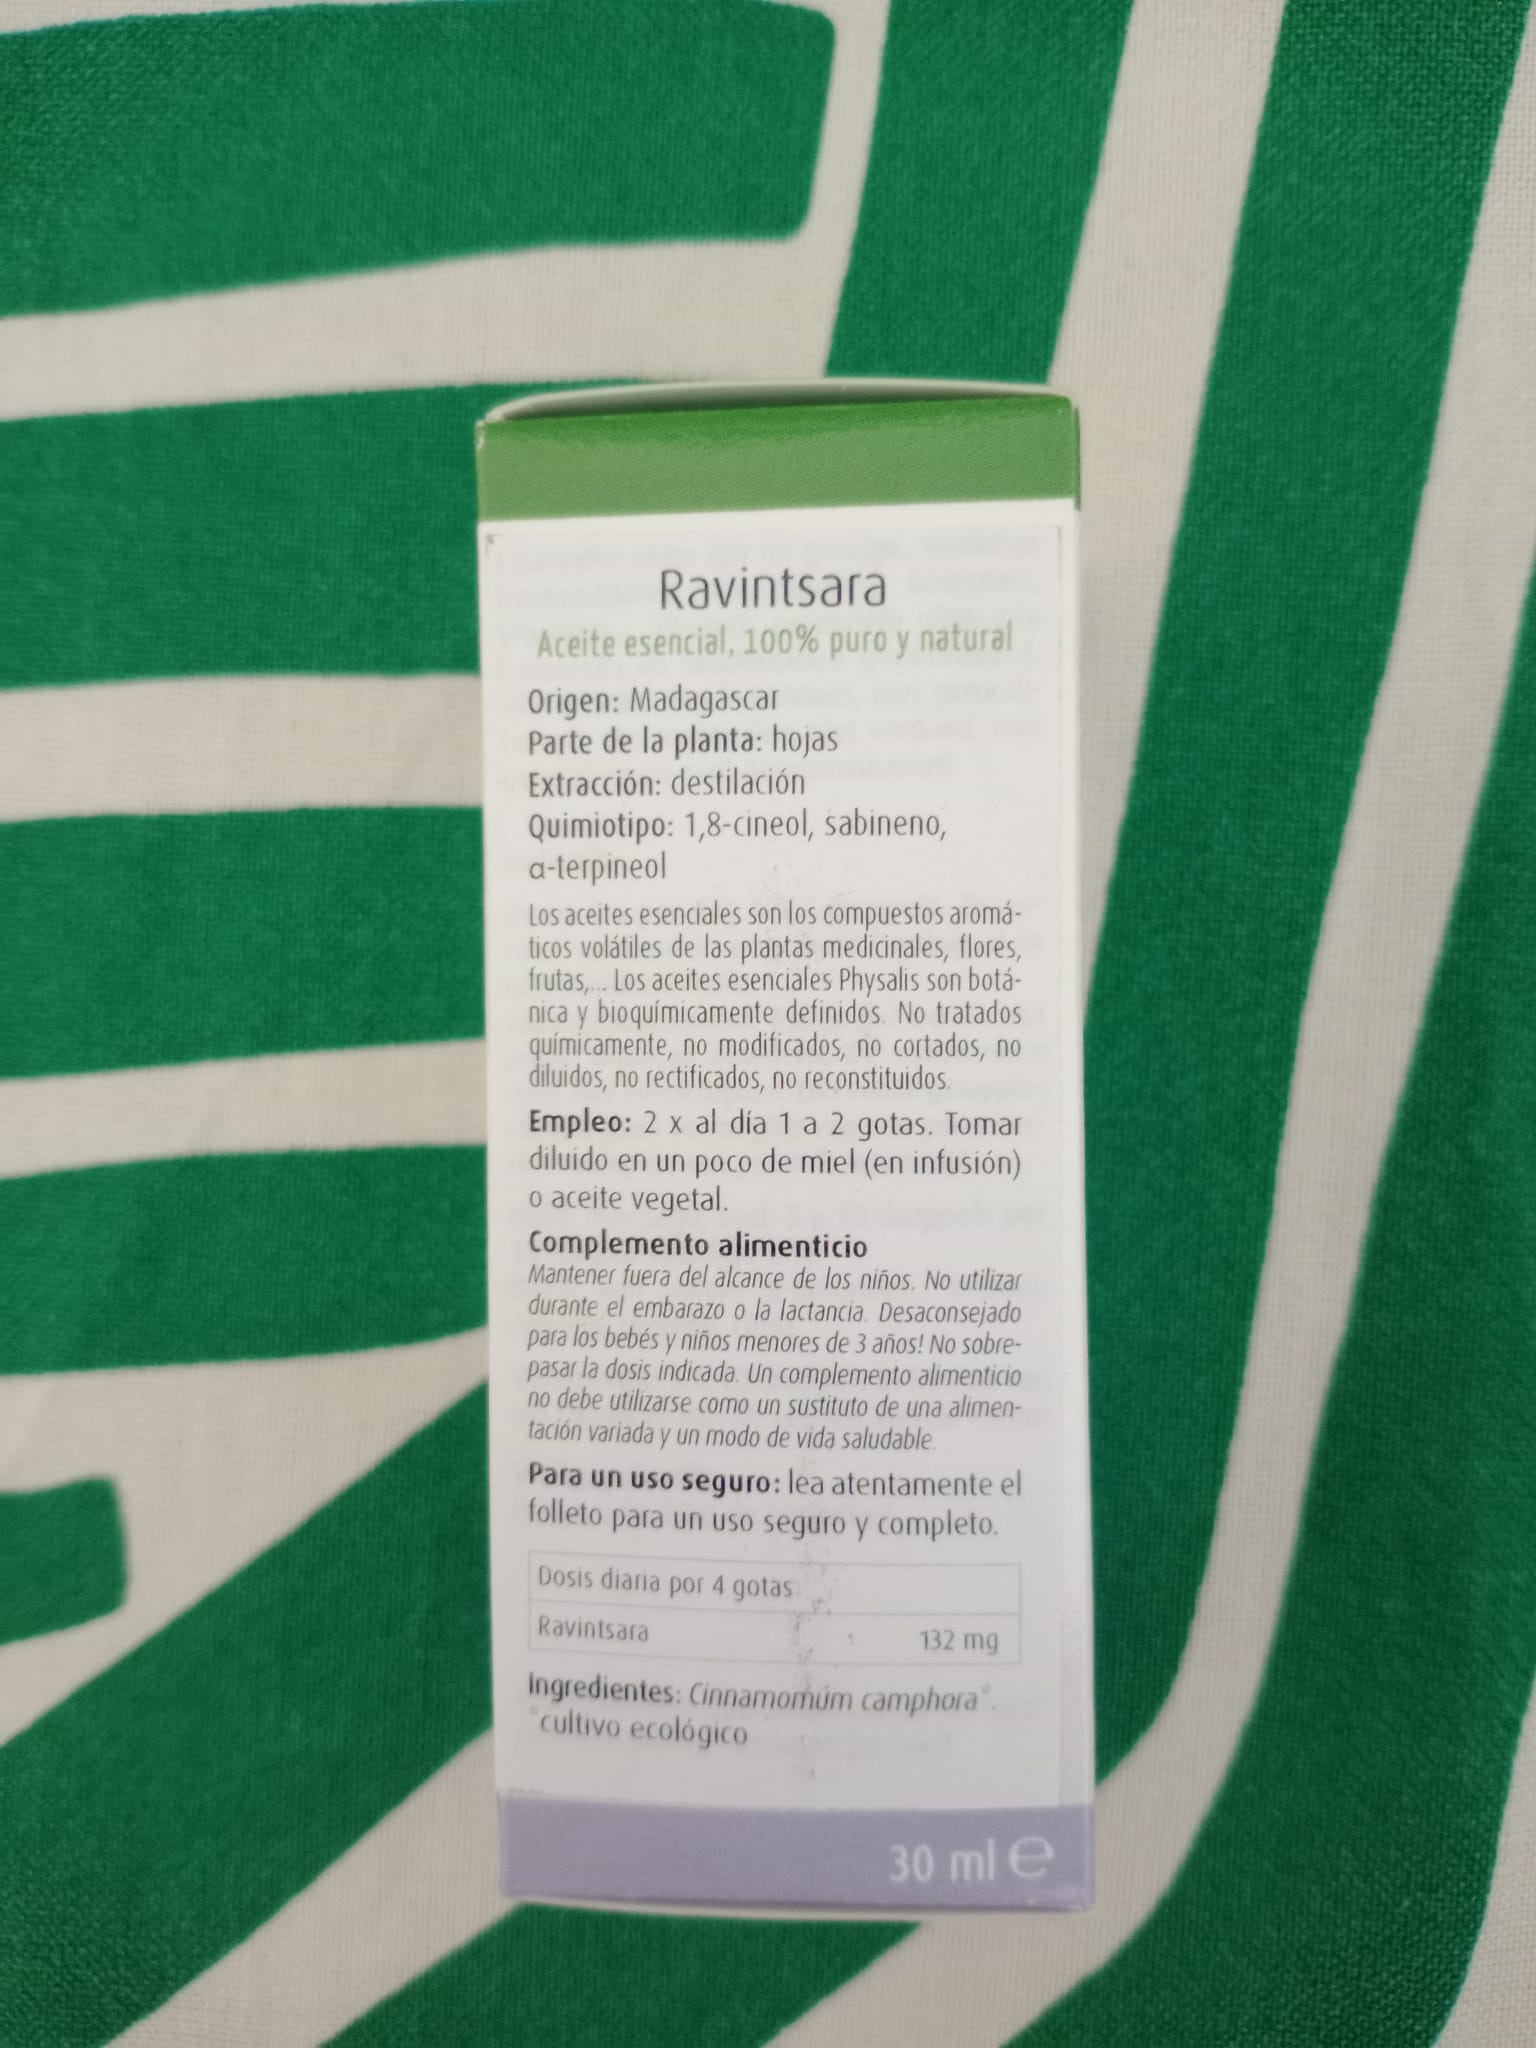 Ravintsara
Aceite esencial, 100% puro y natural
Origen: Madagascar
Parte de la planta: hojas
Extracción: destilación
Quimiotipo: 1,8-cineol, sabineno,
α-terpineol
Los aceites esenciales son los compuestos aromá-
ticos volátiles de las plantas medicinales, flores,
frutas,... Los aceites esenciales Physalis son botá-
nica y bioquímicamente definidos. No tratados
químicamente, no modificados, no cortados, no
diluidos, no rectificados, no reconstituidos.
Empleo: 2 x al día 1 a 2 gotas. Tomar
diluido en un poco de miel (en infusión)
o aceite vegetal.
Complemento alimenticio
Mantener fuera del alcance de los niños. No utilizar
durante el embarazo o la lactancia. Desaconsejado
para los bebés y niños menores de 3 años! No sobre-
pasar la dosis indicada. Un complemento alimenticio
no debe utilizarse como un sustituto de una alimen-
tación variada y un modo de vida saludable.
Para un uso seguro: lea atentamente el
folleto para un uso seguro y completo.
Dosis diaria por 4 gotas
Ravintsara 132 mg
Ingredientes: Cinnamomum camphora*.
*cultivo ecológico
30 ml ℮